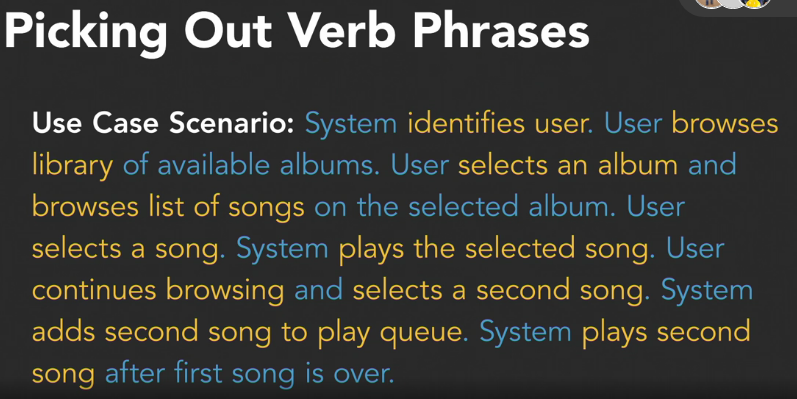 Picking Out Verb Phrases
Use Case Scenario: System identifies user. User browses
library of available albums. User selects an album and
browses list of songs on the selected album. User
selects a song. System plays the selected song. User
continues browsing and selects a second song. System
adds second song to play queue. System plays second
song after first song is over.